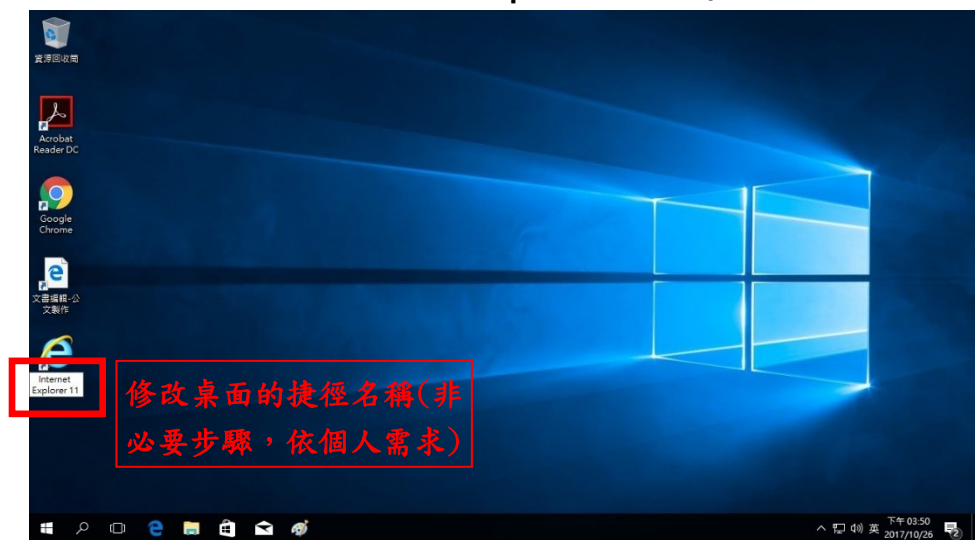 資源回收筒
Acrobat
Reader DC
Google
Chrome
文書編輯-公
文製作
Internet
Explorer 11
修改桌面的捷徑名稱(非
必要步驟，依個人需求)
英
下午 03:50
2017/10/26
2